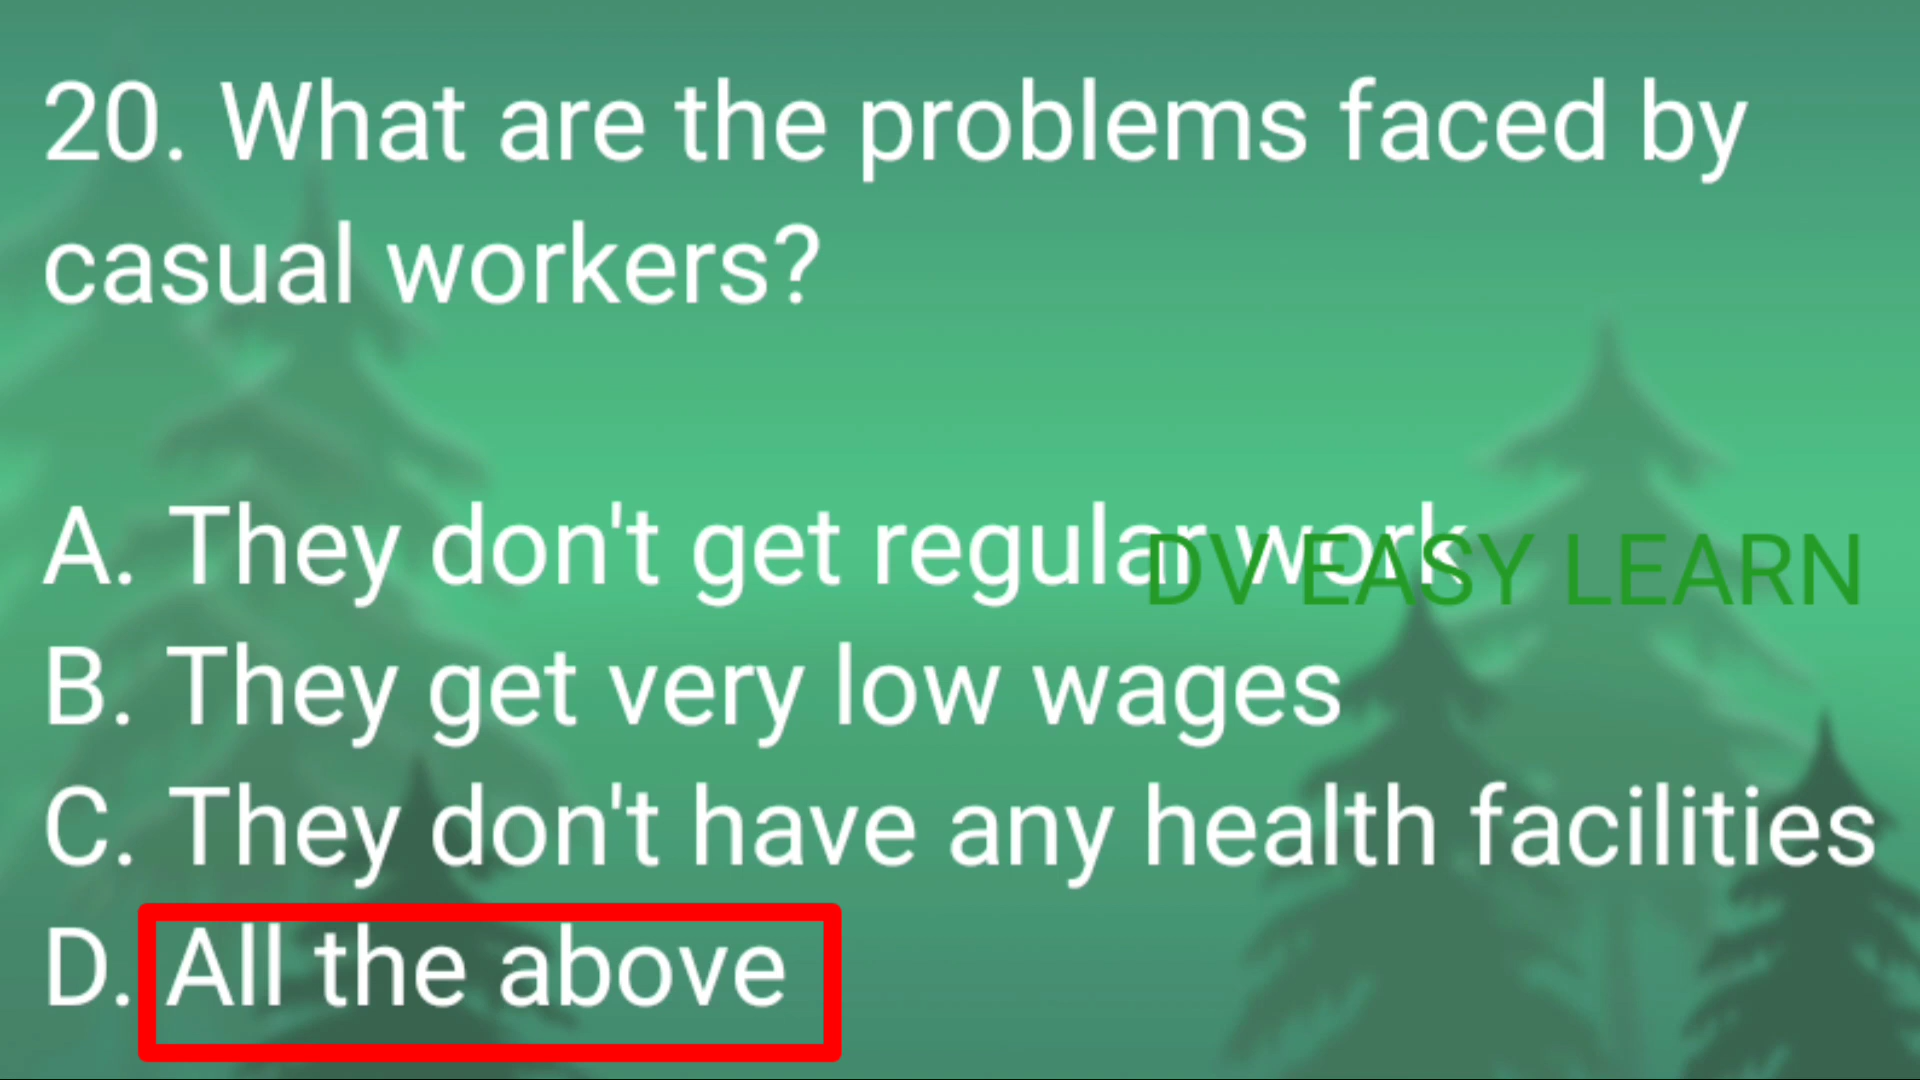 20. What are the problems faced by
casual workers?
A. They don't get regular work
DV EASY LEARN
B. They get very low wages
C. They don't have any health facilities
D. All the above